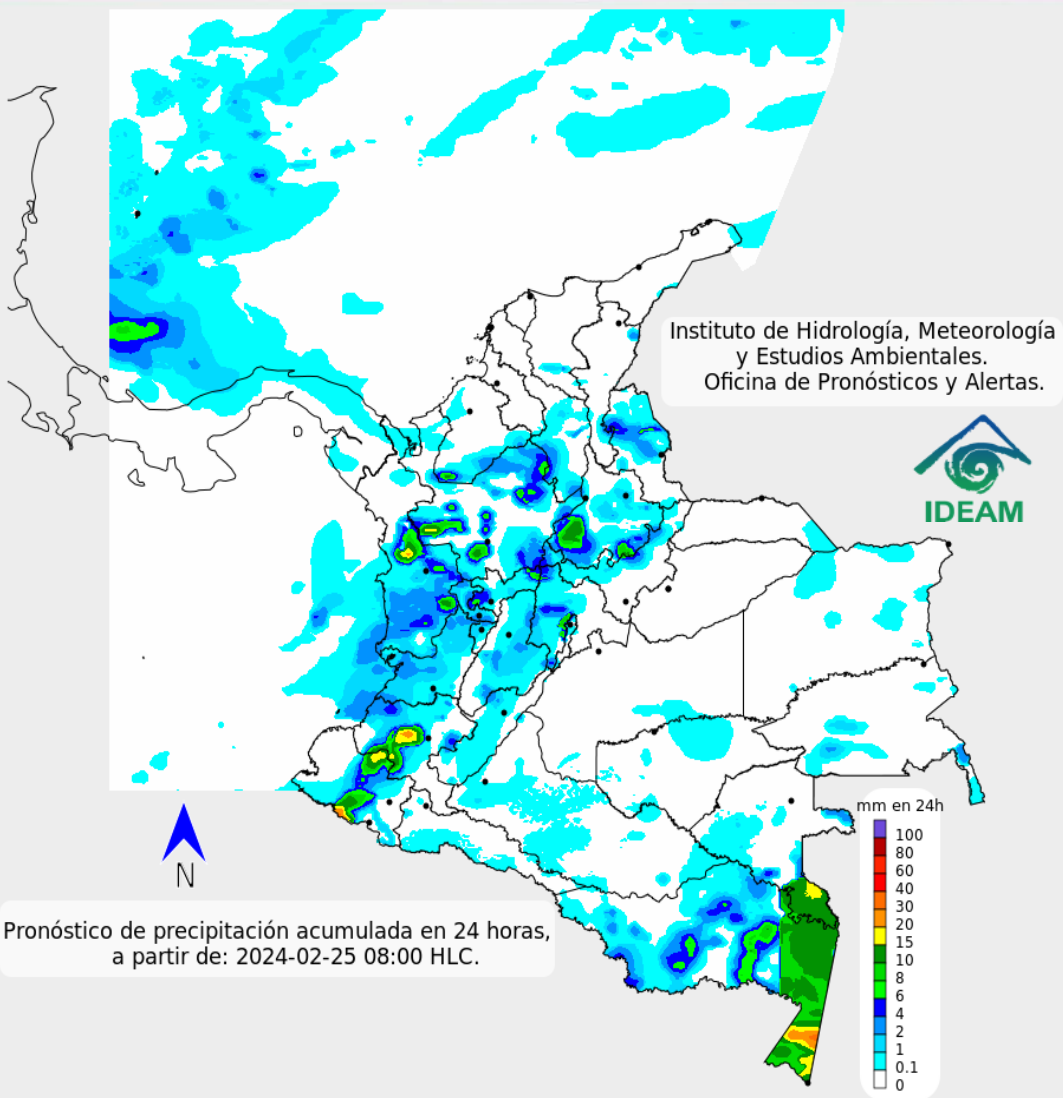 Instituto de Hidrología, Meteorología
y Estudios Ambientales.
Oficina de Pronósticos y Alertas.
IDEAM
mm en 24h
100
80
60
40
30
20
15
10
8
6
4
2
1
0.1
0
N
Pronóstico de precipitación acumulada en 24 horas,
a partir de: 2024-02-25 08:00 HLC.